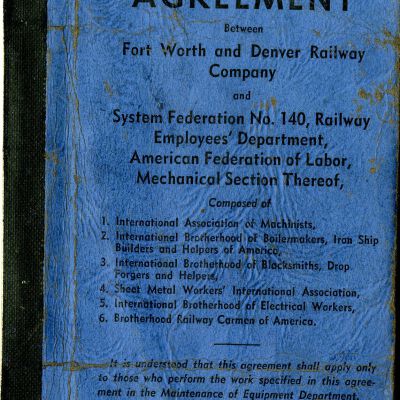 AGREEMENT
Between
Fort Worth and Denver Railway
Company
and
System Federation No. 140, Railway
Employees' Department,
American Federation of Labor,
Mechanical Section Thereof,
Composed of
1. International Association of Machinists,
2. International Brotherhood of Boilermakers, Iron Ship
Builders and Helpers of America,
3. International Brotherhood of Blacksmiths, Drop
Forgers and Helpers,
4. Sheet Metal Workers' International Association,
5. International Brotherhood of Electrical Workers,
6. Brotherhood Railway Carmen of America.
It is understood that this agreement shall apply only
to those who perform the work specified in this agree-
ment in the Maintenance of Equipment Department.